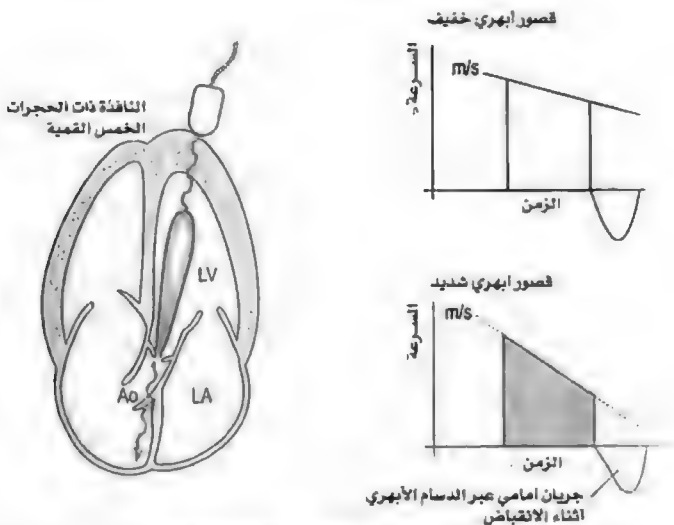 النافذة ذات الحجرات
الخمس القمية
LV
Ao
LA
قصور أبهري خفيف
السرعة
m/s
الزمن
قصور أبهري شديد
السرعة
m/s
الزمن
جريان أمامي عبر الدسام الأبهري
اثناء الانقباض